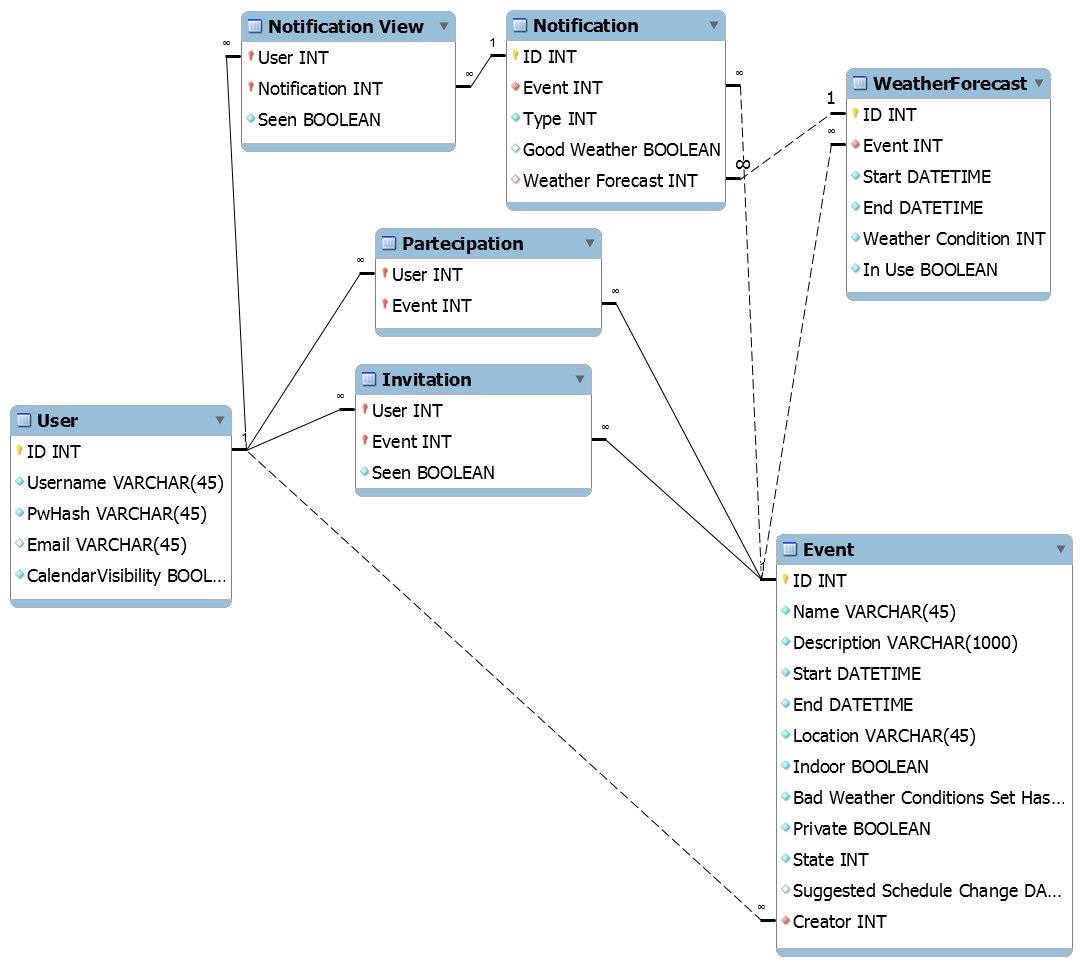 Notification View
User INT
Notification INT
Seen BOOLEAN
Notification
ID INT
Event INT
Type INT
Good Weather BOOLEAN
Weather Forecast INT
WeatherForecast
ID INT
Event INT
Start DATETIME
End DATETIME
Weather Condition INT
In Use BOOLEAN
Partecipation
User INT
Event INT
Invitation
User INT
Event INT
Seen BOOLEAN
User
ID INT
Username VARCHAR(45)
PwHash VARCHAR(45)
Email VARCHAR(45)
CalendarVisibility BOOL...
Event
ID INT
Name VARCHAR(45)
Description VARCHAR(1000)
Start DATETIME
End DATETIME
Location VARCHAR(45)
Indoor BOOLEAN
Bad Weather Conditions Set Has...
Private BOOLEAN
State INT
Suggested Schedule Change DA...
Creator INT
∞
∞
1
∞
∞
1
∞
∞
∞
∞
∞
1
1
∞